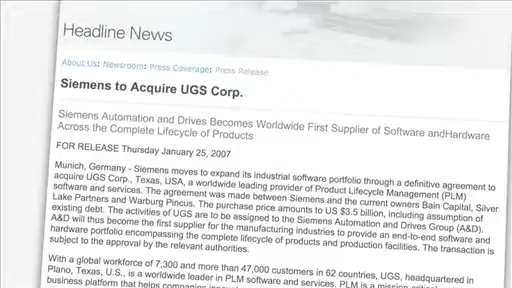 Headline News
About Us: Newsroom: Press Coverage: Press Release
Siemens to Acquire UGS Corp.
Siemens Automation and Drives Becomes Worldwide First Supplier of Software andHardware
Across the Complete Lifecycle of Products
FOR RELEASE Thursday January 25, 2007
Munich, Germany - Siemens moves to expand its industrial software portfolio through a definitive agreement to
acquire UGS Corp., Texas, USA, a worldwide leading provider of Product Lifecycle Management (PLM)
software and services. The agreement was made between Siemens and the current owners Bain Capital, Silver
Lake Partners and Warburg Pincus. The purchase price amounts to US $3.5 billion, including assumption of
existing debt. The activities of UGS are to be assigned to the Siemens Automation and Drives Group (A&D).
A&D will thus become the first supplier for the manufacturing industries to provide an end-to-end software and
hardware portfolio encompassing the complete lifecycle of products and production facilities. The transaction is
subject to the approval by the relevant authorities.
With a global workforce of 7,300 and more than 47,000 customers in 62 countries, UGS, headquartered in
Plano, Texas, U.S., is a worldwide leader in PLM software and services. PLM is a mission critical
business platform that helps companies